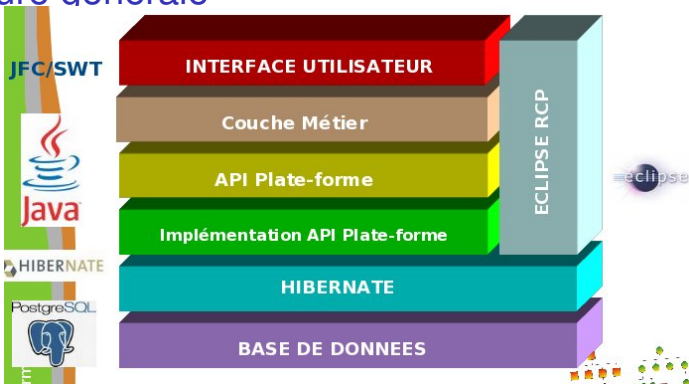 JFC/SWT
INTERFACE UTILISATEUR
Couche Métier
API Plate-forme
Implémentation API Plate-forme
ECLIPSE RCP
eclipse
Java
HIBERNATE
HIBERNATE
PostgreSQL
BASE DE DONNEES